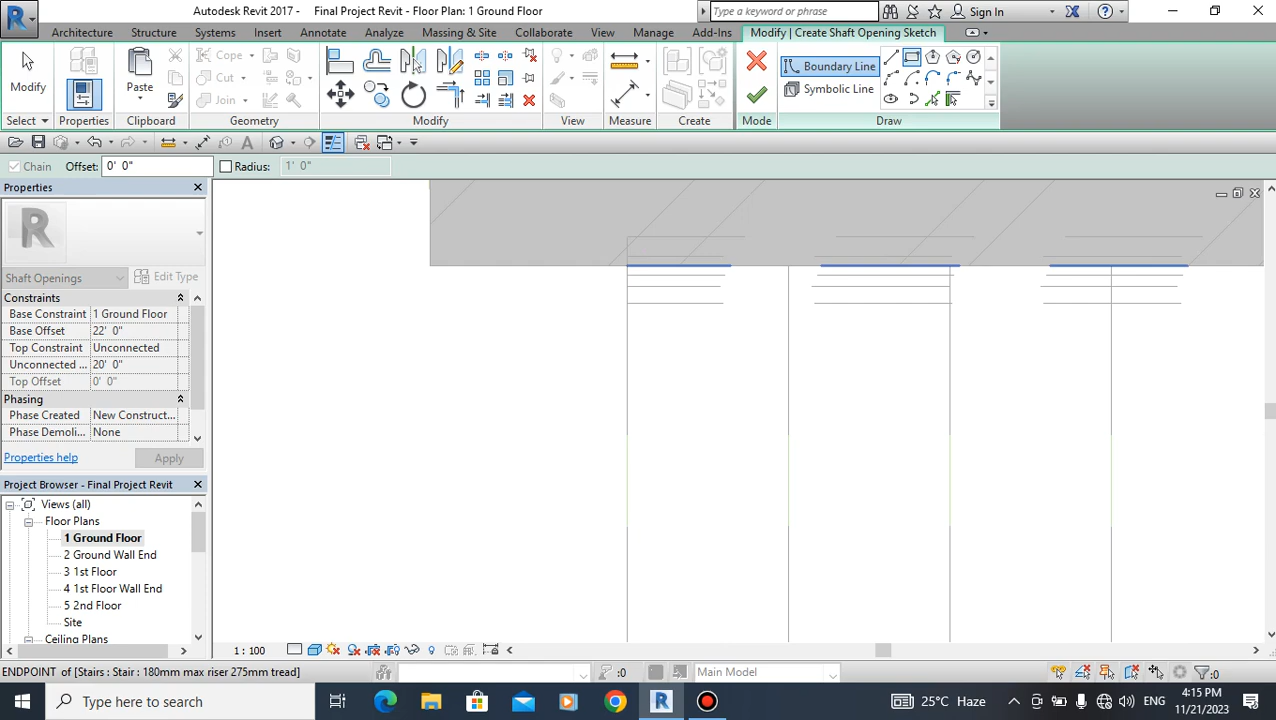 Autodesk Revit 2017 - Final Project Revit - Floor Plan: 1 Ground Floor
Type a keyword or phrase
Sign In
Architecture Structure Systems Insert Annotate Analyze Massing & Site Collaborate View Manage Add-Ins Modify | Create Shaft Opening Sketch
Modify
Paste
Cope
Cut
Join
Boundary Line
Symbolic Line
Select Properties Clipboard Geometry Modify View Measure Create Mode Draw
Chain Offset: 0' 0" Radius: 1' 0"
Properties
Shaft Openings Edit Type
Constraints
Base Constraint 1 Ground Floor
Base Offset 22' 0"
Top Constraint Unconnected
Unconnected ... 20' 0"
Top Offset 0' 0"
Phasing
Phase Created New Construct...
Phase Demoli... None
Properties help Apply
Project Browser - Final Project Revit
Views (all)
Floor Plans
1 Ground Floor
2 Ground Wall End
3 1st Floor
4 1st Floor Wall End
5 2nd Floor
Site
Ceiling Plans
1 : 100
ENDPOINT of [Stairs : Stair : 180mm max riser 275mm tread]
:0
Main Model
:0
Type here to search
25°C Haze
ENG
4:15 PM
11/21/2023